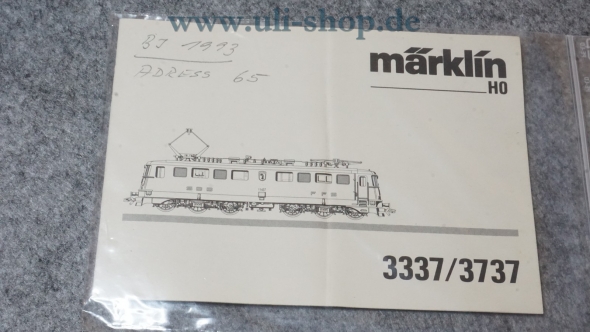 www.uli-shop.de
BJ 1993
ADRESS 65
märklin
HO
3337/3737